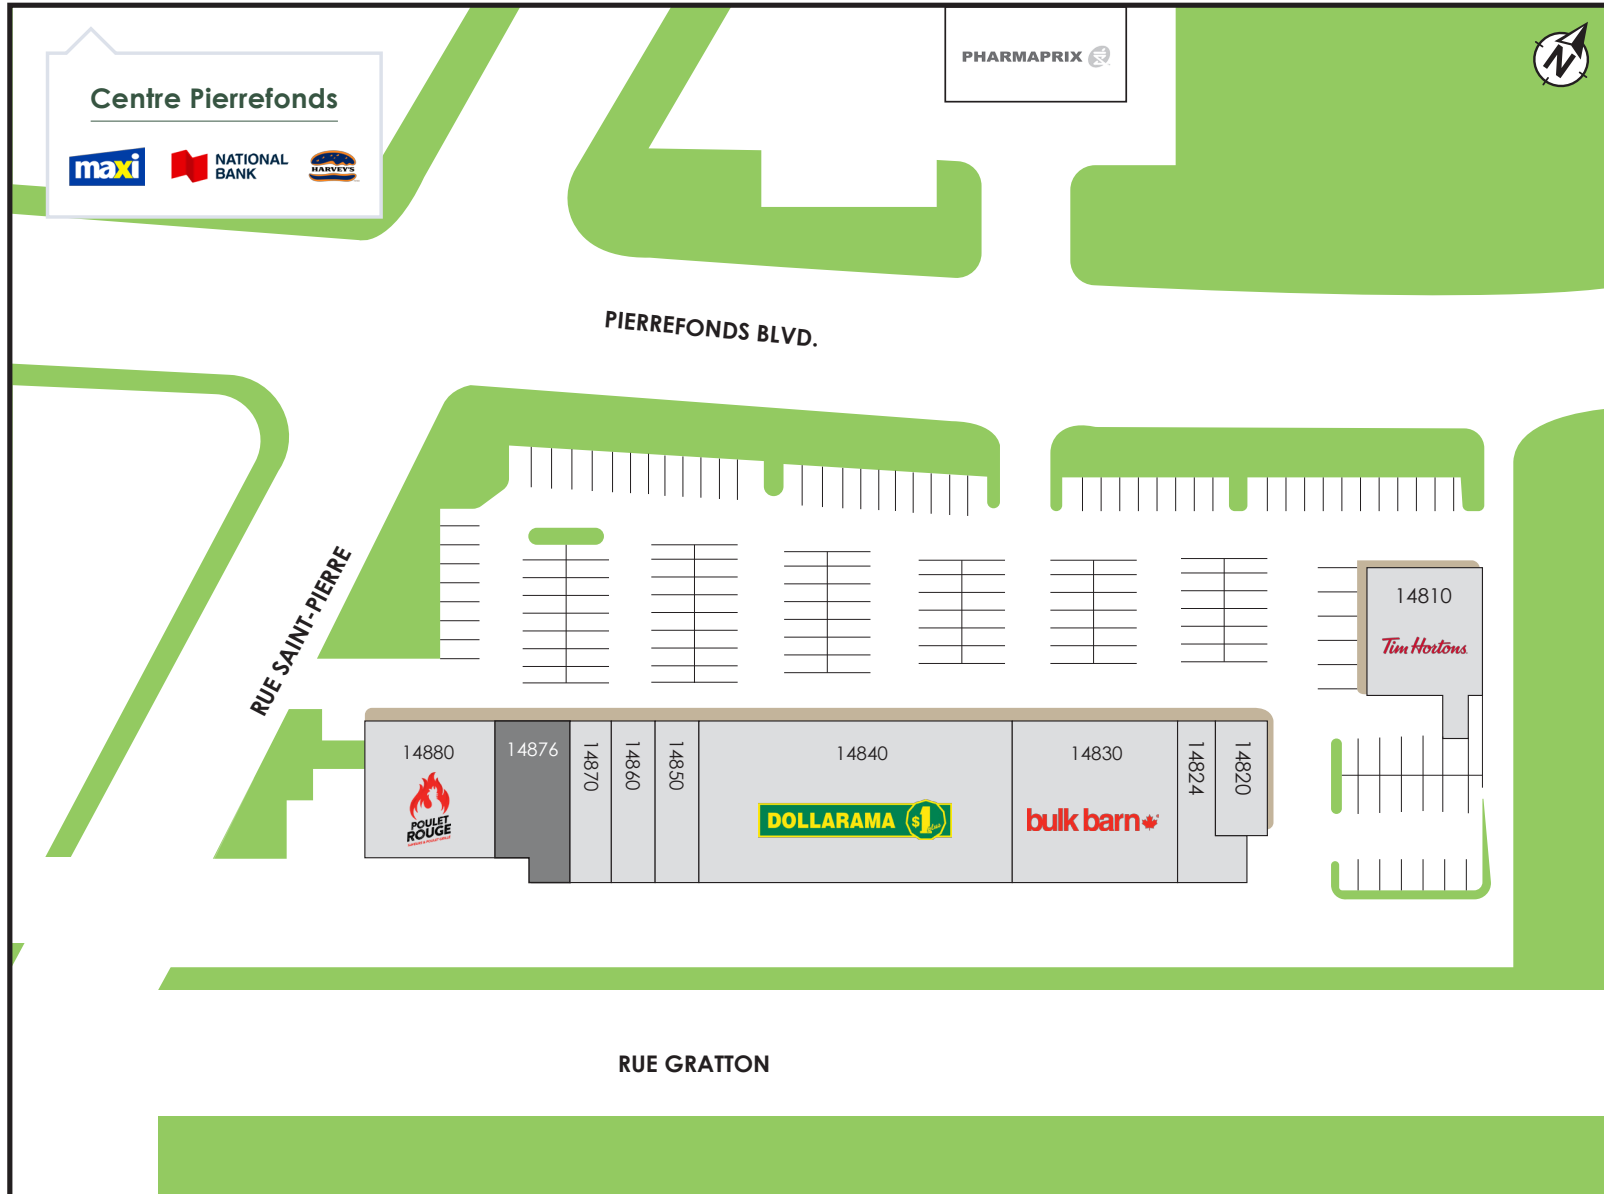 PHARMAPRIX
N
Centre Pierrefonds
maxi
NATIONAL
BANK
HARVEY'S
PIERREFONDS BLVD.
RUE SAINT-PIERRE
14810
Tim Hortons
14880
POULET
ROUGE
14876
14870
14860
14850
14840
DOLLARAMA $1 plus
14830
bulk barn
14824
14820
RUE GRATTON